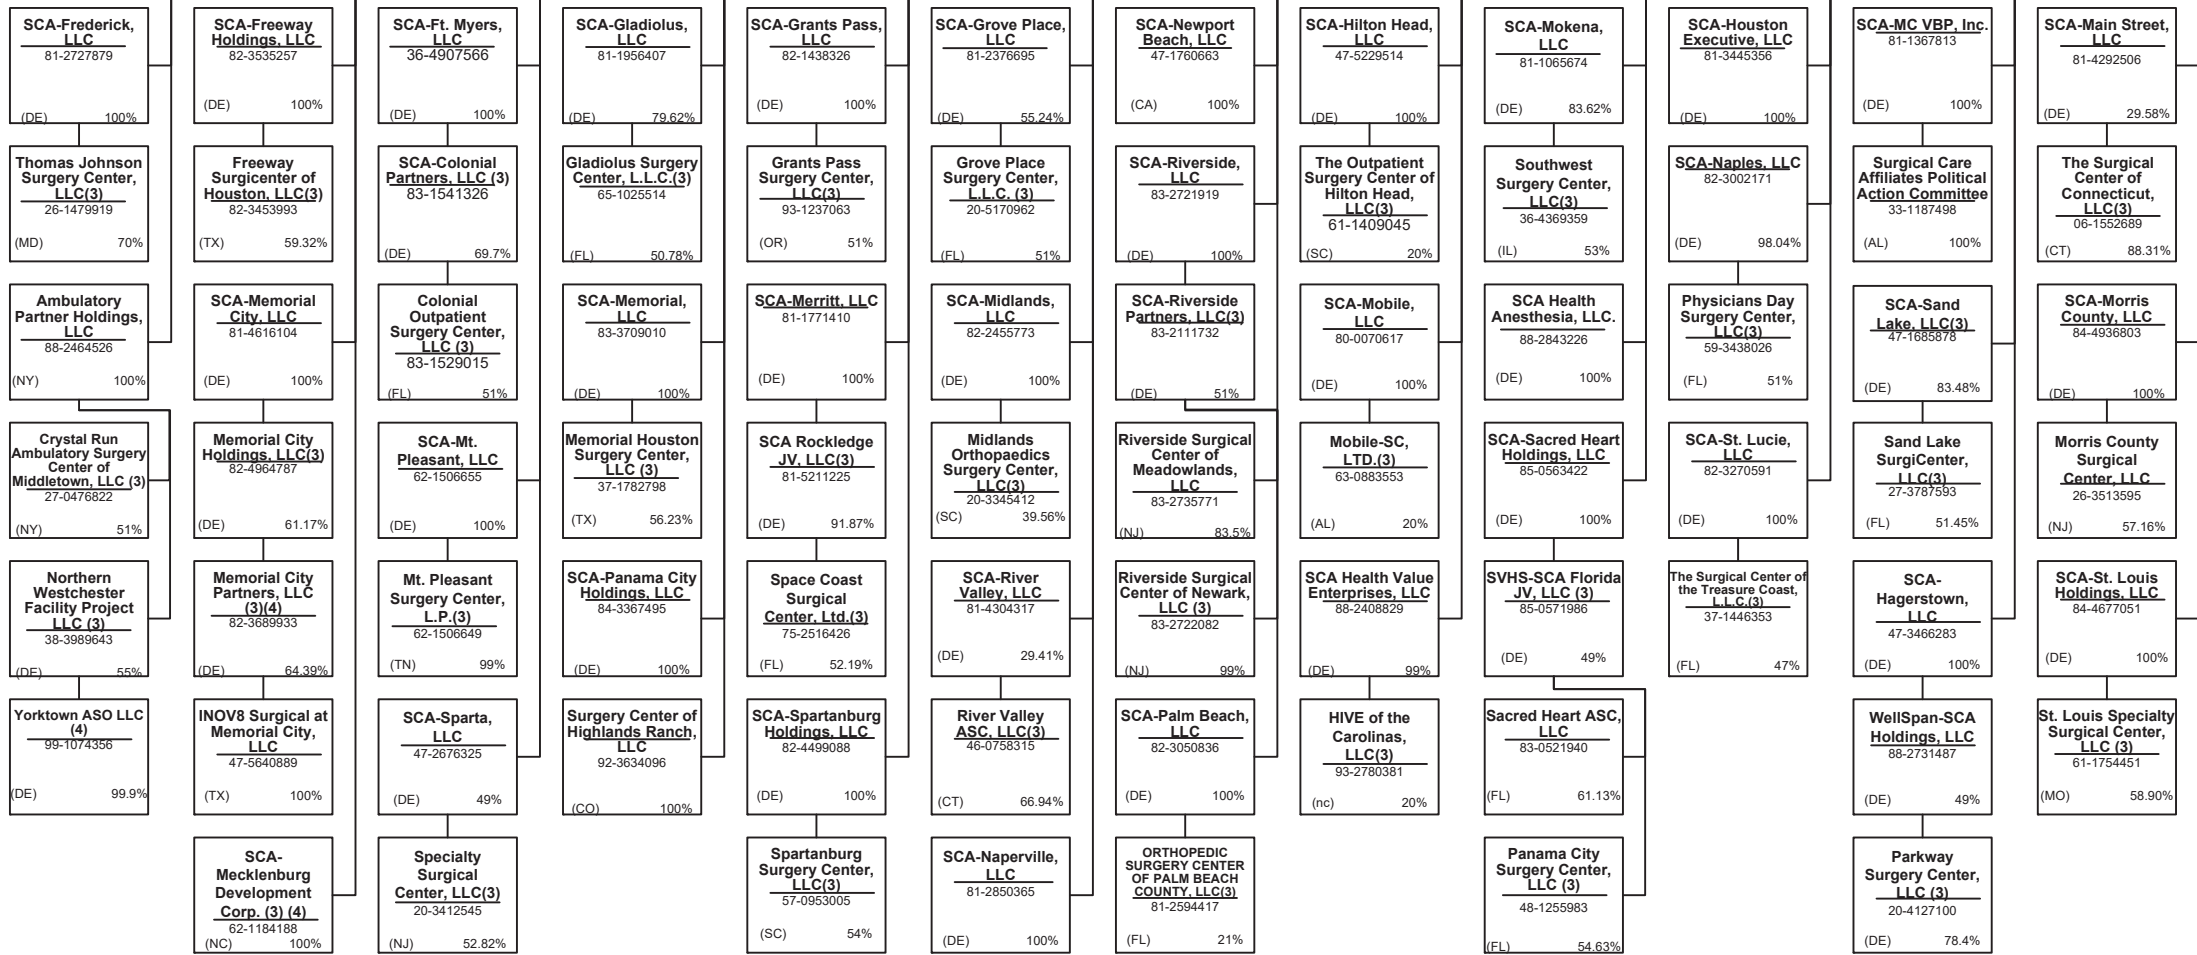 SCA-Frederick,
LLC
81-2727879
(DE) 100%
Thomas Johnson
Surgery Center,
LLC(3)
26-1479919
(MD) 70%
Ambulatory
Partner Holdings,
LLC
88-2464526
(NY) 100%
Crystal Run
Ambulatory Surgery
Center of
Middletown, LLC (3)
27-0476822
(NY) 51%
Northern
Westchester
Facility Project
LLC (3)
38-3989643
(DE) 55%
Yorktown ASO LLC
(4)
99-1074356
(DE) 99.9%
SCA-Freeway
Holdings, LLC
82-3535257
(DE) 100%
Freeway
Surgicenter of
Houston, LLC(3)
82-3453993
(TX) 59.32%
SCA-Memorial
City, LLC
81-4616104
(DE) 100%
Memorial City
Holdings, LLC(3)
82-4964787
(DE) 61.17%
Memorial City
Partners, LLC
(3)(4)
82-3689933
(DE) 64.39%
INOV8 Surgical at
Memorial City,
LLC
47-5640889
(TX) 100%
SCA-
Mecklenburg
Development
Corp. (3) (4)
62-1184188
(NC) 100%
SCA-Ft. Myers,
LLC
36-4907566
(DE) 100%
SCA-Colonial
Partners, LLC (3)
83-1541326
(DE) 69.7%
Colonial
Outpatient
Surgery Center,
LLC (3)
83-1529015
(FL) 51%
SCA-Mt.
Pleasant, LLC
62-1506655
(DE) 100%
Mt. Pleasant
Surgery Center,
L.P.(3)
62-1506649
(TN) 99%
SCA-Sparta,
LLC
47-2676325
(DE) 49%
Specialty
Surgical
Center, LLC(3)
20-3412545
(NJ) 52.82%
SCA-Gladiolus,
LLC
81-1956407
(DE) 79.62%
Gladiolus Surgery
Center, L.L.C.(3)
65-1025514
(FL) 50.78%
SCA-Memorial,
LLC
83-3709010
(DE) 100%
Memorial Houston
Surgery Center,
LLC (3)
37-1782798
(TX) 56.23%
SCA-Panama City
Holdings, LLC
84-3367495
(DE) 100%
Surgery Center of
Highlands Ranch,
LLC
92-3634096
(CO) 100%
SCA-Grants Pass,
LLC
82-1438326
(DE) 100%
Grants Pass
Surgery Center,
LLC(3)
93-1237063
(OR) 51%
SCA-Merritt, LLC
81-1771410
(DE) 100%
SCA Rockledge
JV, LLC(3)
81-5211225
(DE) 91.87%
Space Coast
Surgical
Center, Ltd.(3)
75-2516426
(FL) 52.19%
SCA-Spartanburg
Holdings, LLC
82-4499088
(DE) 100%
Spartanburg
Surgery Center,
LLC(3)
57-0953005
(SC) 54%
SCA-Grove Place,
LLC
81-2376695
(DE) 55.24%
Grove Place
Surgery Center,
L.L.C. (3)
20-5170962
(FL) 51%
SCA-Midlands,
LLC
82-2455773
(DE) 100%
Midlands
Orthopaedics
Surgery Center,
LLC(3)
20-3345412
(SC) 39.56%
SCA-River
Valley, LLC
81-4304317
(DE) 29.41%
River Valley
ASC, LLC(3)
46-0758315
(CT) 66.94%
SCA-Naperville,
LLC
81-2850365
(DE) 100%
SCA-Newport
Beach, LLC
47-1760663
(CA) 100%
SCA-Riverside,
LLC
83-2721919
(DE) 100%
SCA-Riverside
Partners, LLC(3)
83-2111732
(DE) 51%
Riverside Surgical
Center of
Meadowlands,
LLC
83-2735771
(NJ) 83.5%
Riverside Surgical
Center of Newark,
LLC (3)
83-2722082
(NJ) 99%
SCA-Palm Beach,
LLC
82-3050836
(DE) 100%
ORTHOPEDIC
SURGERY CENTER
OF PALM BEACH
COUNTY, LLC(3)
81-2594417
(FL) 21%
SCA-Hilton Head,
LLC
47-5229514
(DE) 100%
The Outpatient
Surgery Center of
Hilton Head,
LLC(3)
61-1409045
(SC) 20%
SCA-Mobile,
LLC
80-0070617
(DE) 100%
Mobile-SC,
LTD.(3)
63-0883553
(AL) 20%
SCA Health Value
Enterprises, LLC
88-2408829
(DE) 99%
HIVE of the
Carolinas,
LLC(3)
93-2780381
(nc) 20%
SCA-Mokena,
LLC
81-1065674
(DE) 83.62%
Southwest
Surgery Center,
LLC(3)
36-4369359
(IL) 53%
SCA Health
Anesthesia, LLC.
88-2843226
(DE) 100%
SCA-Sacred Heart
Holdings, LLC
85-0563422
(DE) 100%
SVHS-SCA Florida
JV, LLC (3)
85-0571986
(DE) 49%
Sacred Heart ASC,
LLC
83-0521940
(FL) 61.13%
Panama City
Surgery Center,
LLC (3)
48-1255983
(FL) 54.63%
SCA-Houston
Executive, LLC
81-3445356
(DE) 100%
SCA-Naples, LLC
82-3002171
(DE) 98.04%
Physicians Day
Surgery Center,
LLC(3)
59-3438026
(FL) 51%
SCA-St. Lucie,
LLC
82-3270591
(DE) 100%
The Surgical Center of
the Treasure Coast,
L.L.C.(3)
37-1446353
(FL) 47%
SCA-MC VBP, Inc.
81-1367813
(DE) 100%
Surgical Care
Affiliates Political
Action Committee
33-1187498
(AL) 100%
SCA-Sand
Lake, LLC(3)
47-1685878
(DE) 83.48%
Sand Lake
SurgiCenter,
LLC(3)
27-3787593
(FL) 51.45%
SCA-
Hagerstown,
LLC
47-3466283
(DE) 100%
WellSpan-SCA
Holdings, LLC
88-2731487
(DE) 49%
Parkway
Surgery Center,
LLC (3)
20-4127100
(DE) 78.4%
SCA-Main Street,
LLC
81-4292506
(DE) 29.58%
The Surgical
Center of
Connecticut,
LLC(3)
06-1552689
(CT) 88.31%
SCA-Morris
County, LLC
84-4936803
(DE) 100%
Morris County
Surgical
Center, LLC
26-3513595
(NJ) 57.16%
SCA-St. Louis
Holdings, LLC
84-4677051
(DE) 100%
St. Louis Specialty
Surgical Center,
LLC (3)
61-1754451
(MO) 58.90%